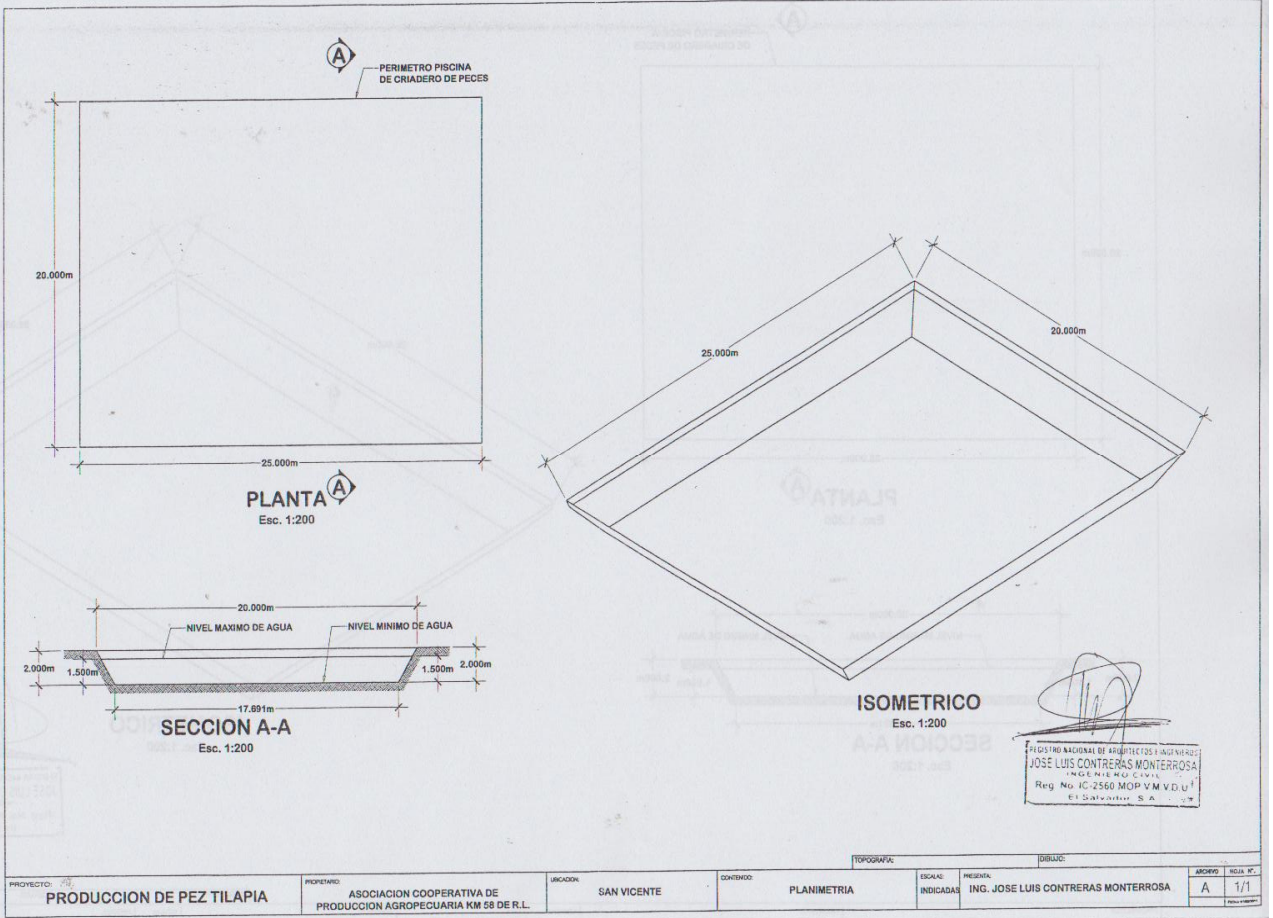 A
PERIMETRO PISCINA
DE CRIADERO DE PECES
20.000m
25.000m
PLANTA
A
Esc. 1:200
20.000m
NIVEL MAXIMO DE AGUA
NIVEL MINIMO DE AGUA
2.000m
1.500m
1.500m
2.000m
17.691m
SECCION A-A
Esc. 1:200
25.000m
20.000m
ISOMETRICO
Esc. 1:200
REGISTRO NACIONAL DE ARQUITECTOS E INGENIEROS
JOSE LUIS CONTRERAS MONTERROSA
INGENIERO CIVIL
Reg. No. IC-2560 MOP V M V.D.U
El Salvador
TOPOGRAFIA:
DIBUJO:
PROYECTO:
PRODUCCION DE PEZ TILAPIA
PROPIETARIO:
ASOCIACION COOPERATIVA DE
PRODUCCION AGROPECUARIA KM 58 DE R.L.
UBICACION:
SAN VICENTE
CONTENIDO:
PLANIMETRIA
ESCALAS:
INDICADAS
PRESENTA:
ING. JOSE LUIS CONTRERAS MONTERROSA
ARCHIVO
A
HOJA Nº.
1/1